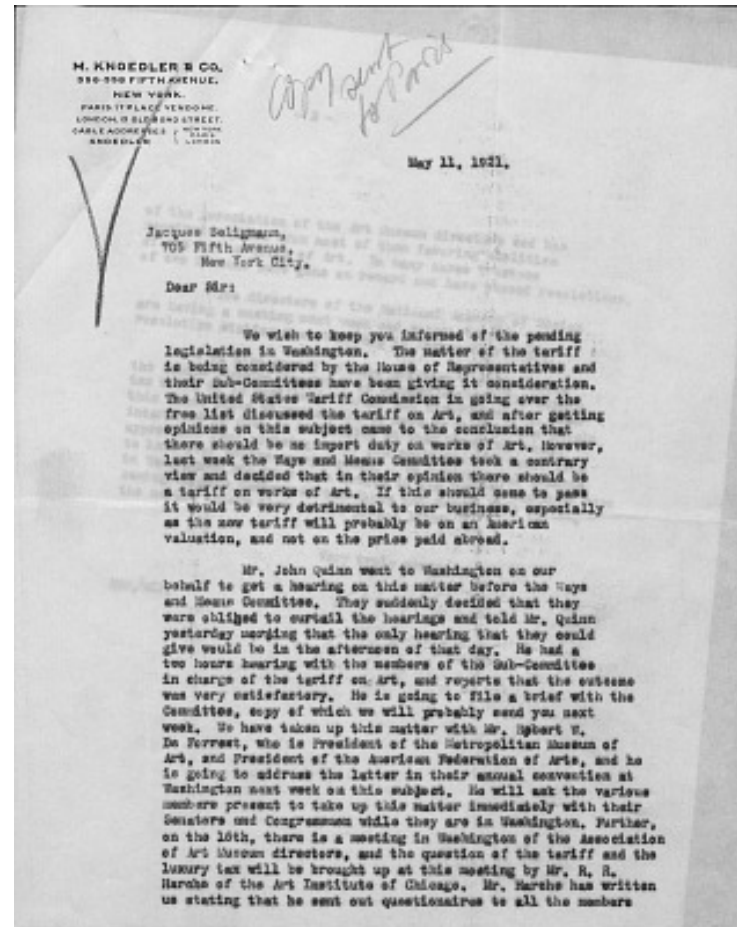 M. KNOEDLER & CO.
556-558 FIFTH AVENUE.
NEW YORK.
PARIS. 17 PLACE VENDOME.
LONDON, 15 OLD BOND STREET.
CABLE ADDRESSES NEW YORK
KNOEDLER PARIS
LONDON
Copy sent
to Paris
May 11, 1921.
Jacques Seligmann,
705 Fifth Avenue,
New York City.
Dear Sir:
We wish to keep you informed of the pending
legislation in Washington. The matter of the tariff
is being considered by the House of Representatives and
their Sub-Committees have been giving it consideration.
The United States Tariff Commission in going over the
free list discussed the tariff on Art, and after getting
opinions on this subject came to the conclusion that
there should be no import duty on works of Art. However,
last week the Ways and Means Committee took a contrary
view and decided that in their opinion there should be
a tariff on works of Art. If this should come to pass
it would be very detrimental to our business, especially
as the new tariff will probably be on an American
valuation, and not on the price paid abroad.
Mr. John Quinn went to Washington on our
behalf to get a hearing on this matter before the Ways
and Means Committee. They suddenly decided that they
were obliged to curtail the hearings and told Mr. Quinn
yesterday morning that the only hearing that they could
give would be in the afternoon of that day. He had a
two hours hearing with the members of the Sub-Committee
in charge of the tariff on Art, and reports that the outcome
was very satisfactory. He is going to file a brief with the
Committee, copy of which we will probably send you next
week. We have taken up this matter with Mr. Robert W.
De Forrest, who is President of the Metropolitan Museum of
Art, and President of the American Federation of Arts, and he
is going to address the latter in their annual convention at
Washington next week on this subject. He will ask the various
members present to take up this matter immediately with their
Senators and Congressmen while they are in Washington. Further,
on the 16th, there is a meeting in Washington of the Association
of Art Museum directors, and the question of the tariff and the
luxury tax will be brought up at this meeting by Mr. R. R.
Harshe of the Art Institute of Chicago. Mr. Harshe has written
us stating that he sent out questionaires to all the members